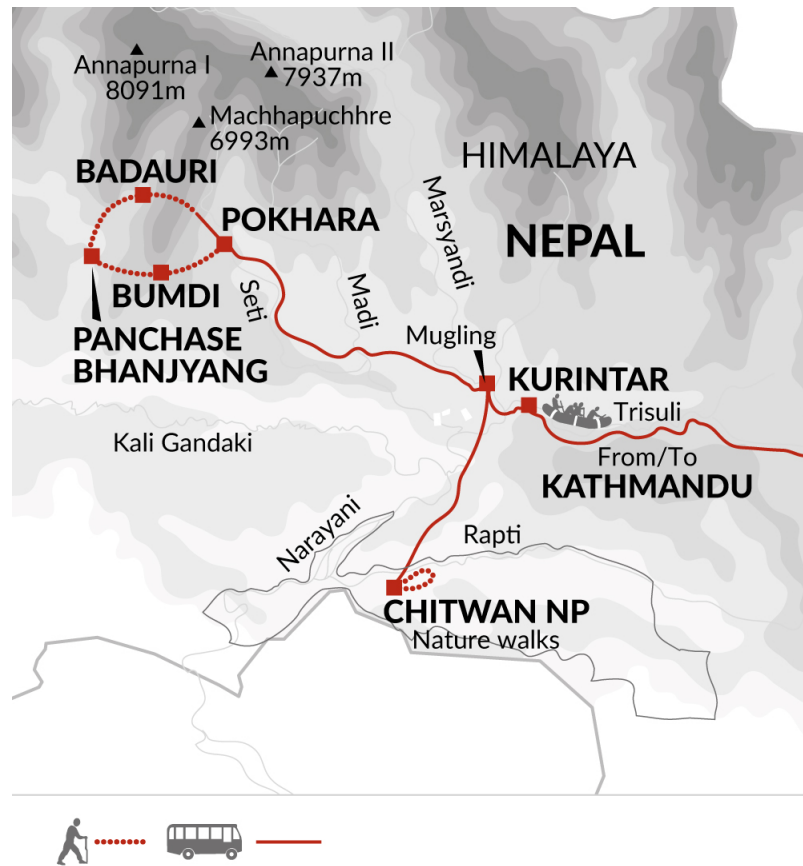 Annapurna I
8091m
Annapurna II
7937m
Machhapuchhre
6993m
HIMALAYA
BADAURI
POKHARA
NEPAL
Marsyandi
BUMDI
Seti
Madi
PANCHASE
BHANJYANG
Mugling
KURINTAR
Trisuli
Kali Gandaki
From/To
KATHMANDU
Narayani
Rapti
CHITWAN NP
Nature walks